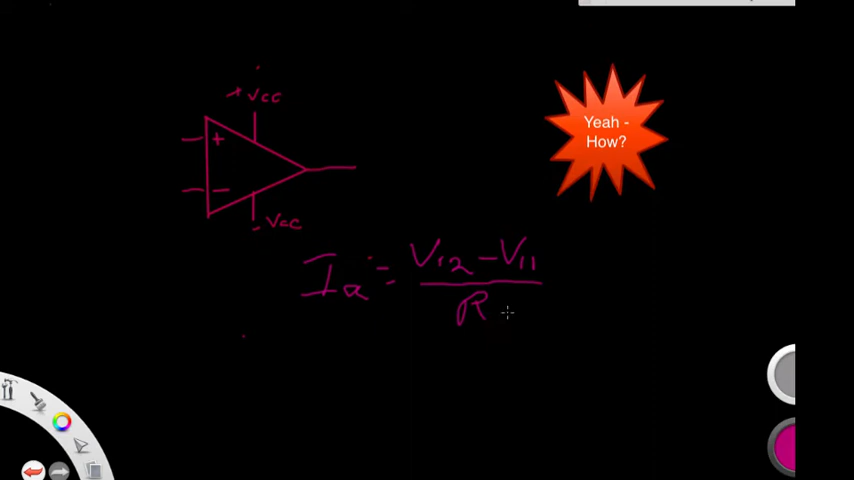 +Vcc
Yeah -
How?
+
-
- Vcc
Ia = V12 - V11
R